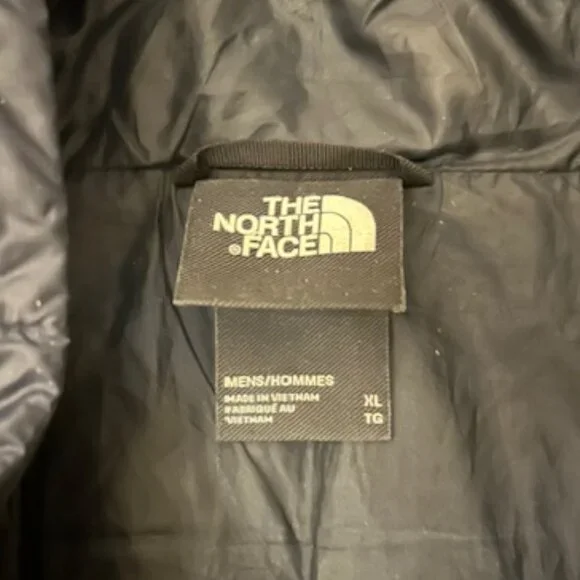 THE
NORTH
®FACE
MENS/HOMMES
MADE IN VIETNAM XL
FABRIQUÉ AU TG
VIETNAM